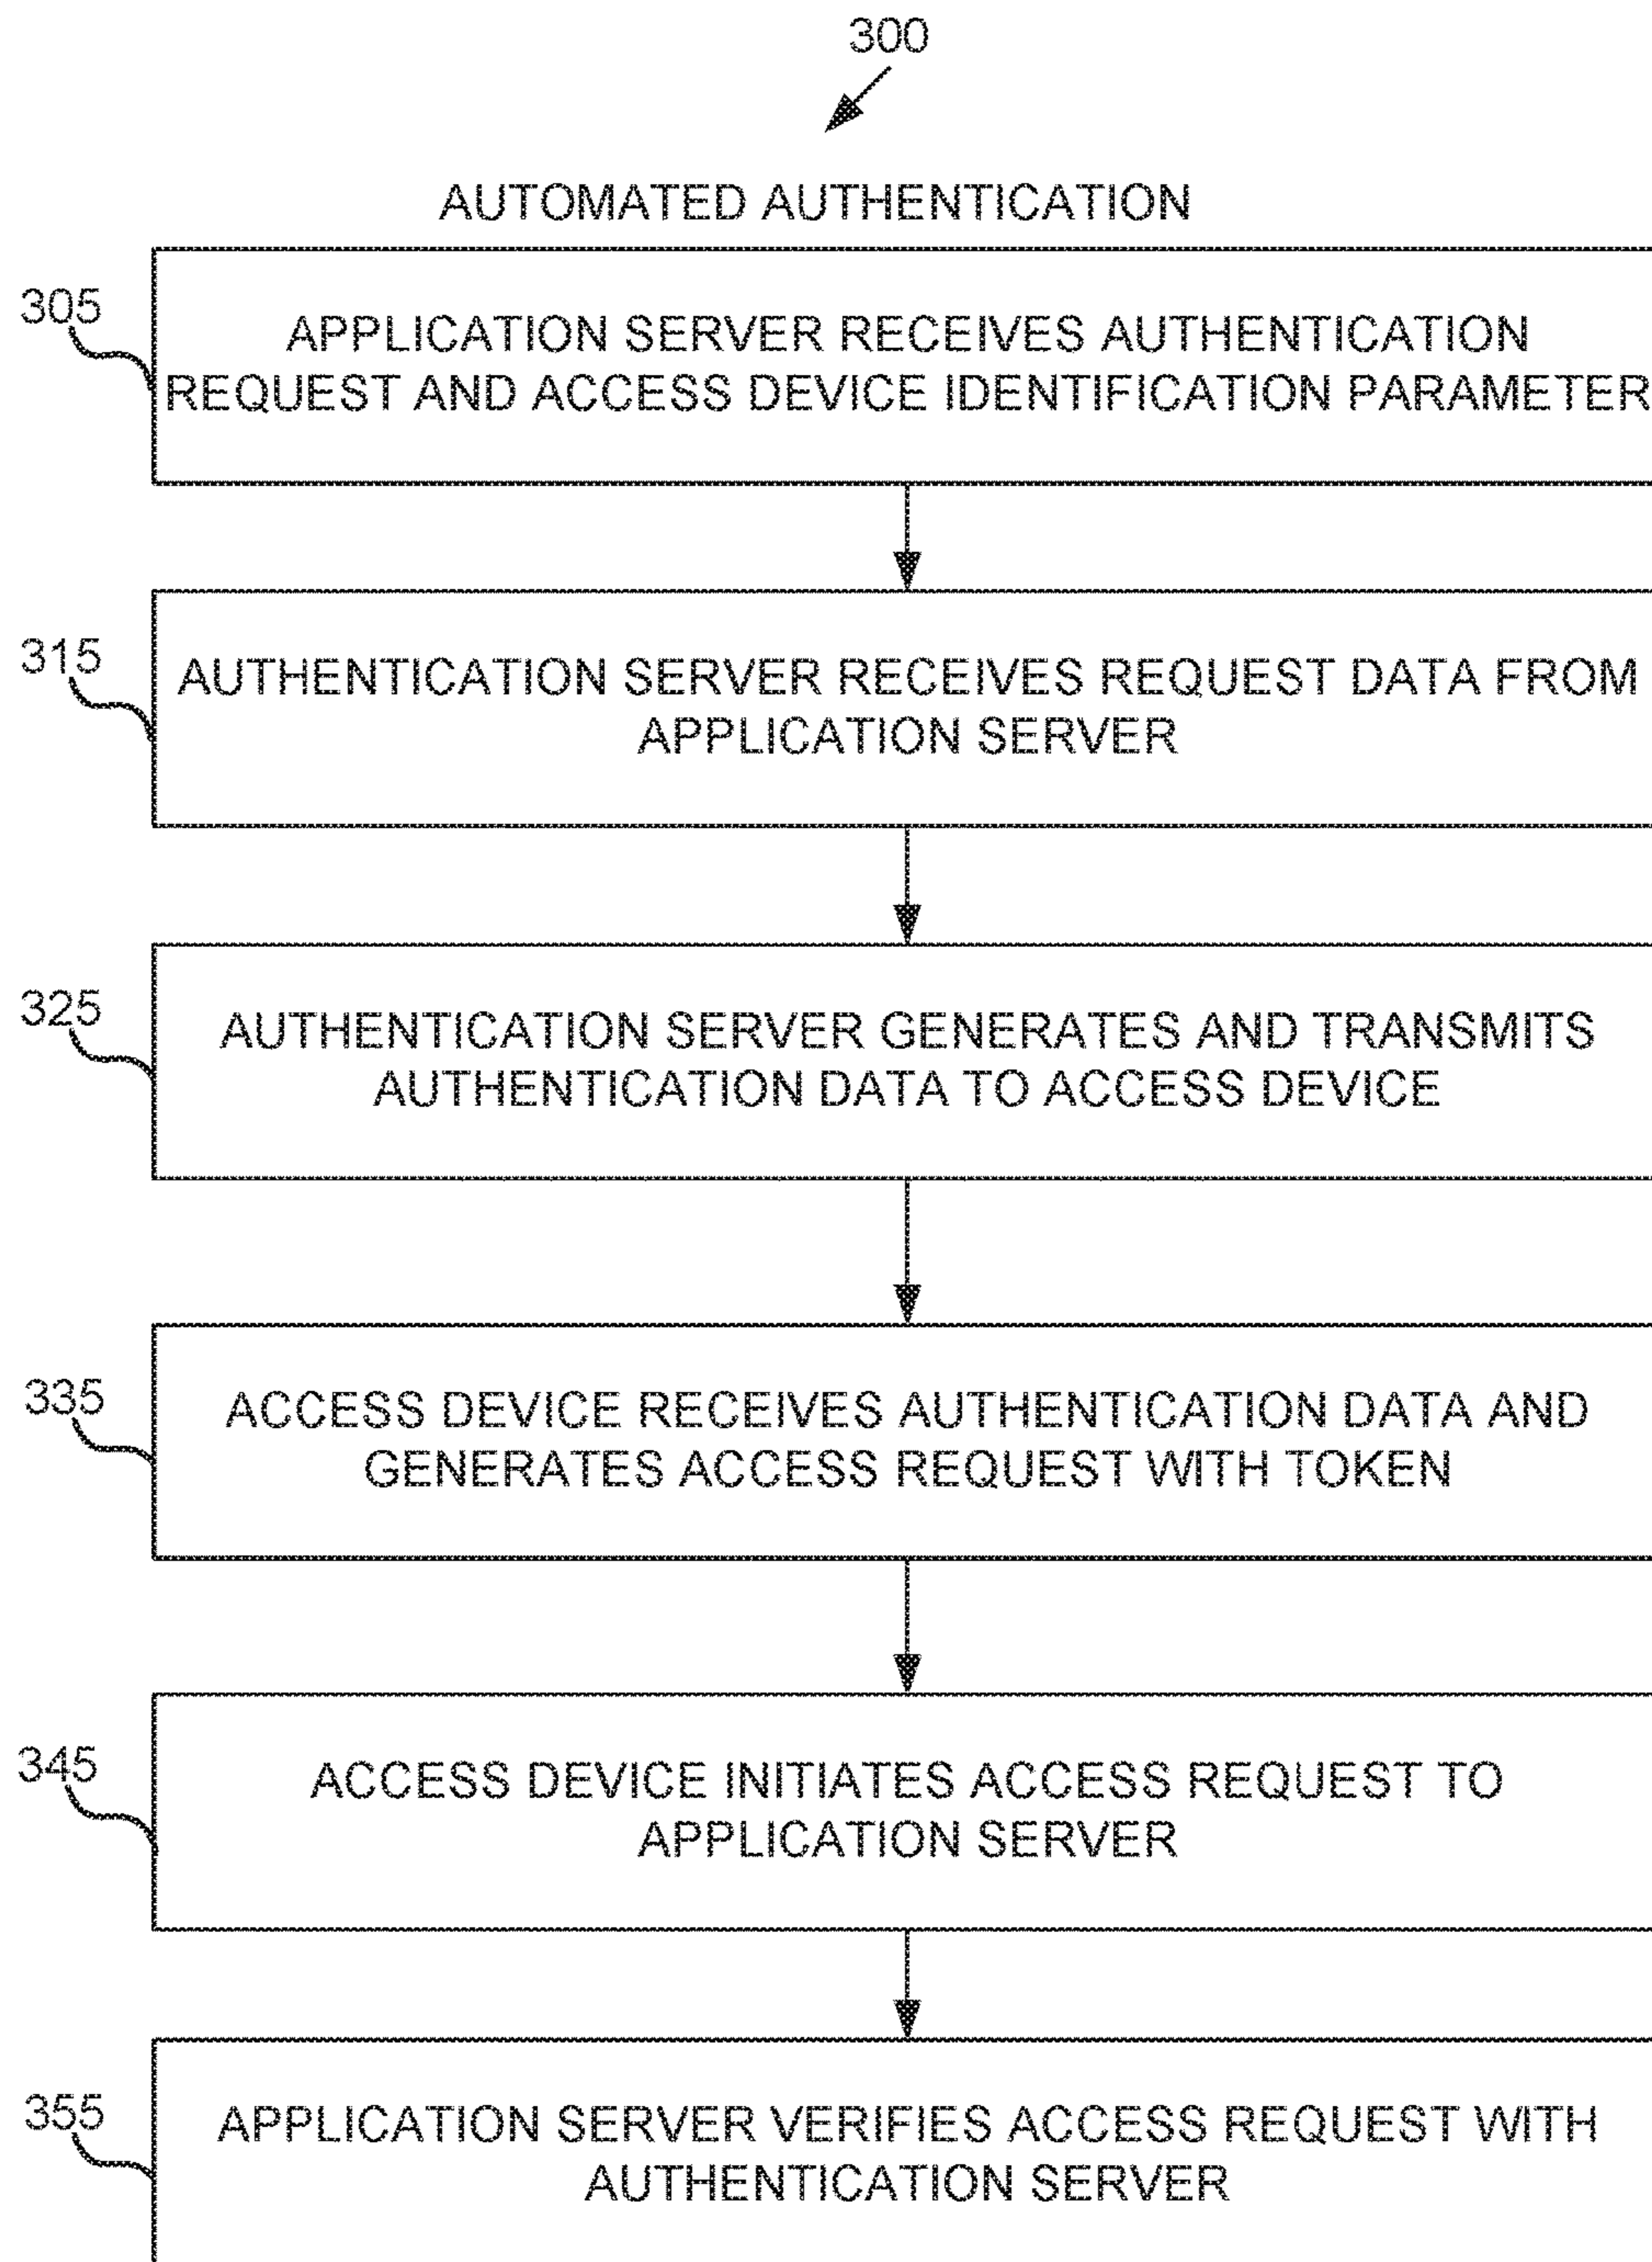 300
AUTOMATED AUTHENTICATION
305
APPLICATION SERVER RECEIVES AUTHENTICATION
REQUEST AND ACCESS DEVICE IDENTIFICATION PARAMETER
315
AUTHENTICATION SERVER RECEIVES REQUEST DATA FROM
APPLICATION SERVER
325
AUTHENTICATION SERVER GENERATES AND TRANSMITS
AUTHENTICATION DATA TO ACCESS DEVICE
335
ACCESS DEVICE RECEIVES AUTHENTICATION DATA AND
GENERATES ACCESS REQUEST WITH TOKEN
345
ACCESS DEVICE INITIATES ACCESS REQUEST TO
APPLICATION SERVER
355
APPLICATION SERVER VERIFIES ACCESS REQUEST WITH
AUTHENTICATION SERVER